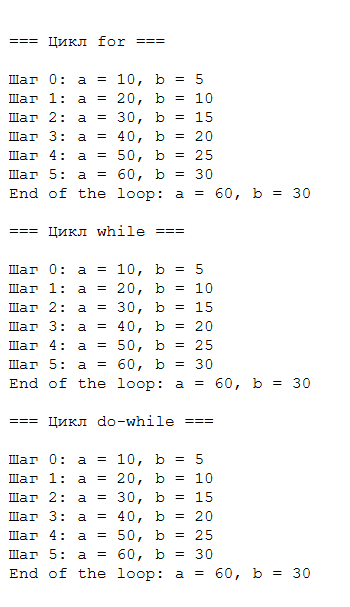 === Цикл for ===
Шаг 0: a = 10, b = 5
Шаг 1: a = 20, b = 10
Шаг 2: a = 30, b = 15
Шаг 3: a = 40, b = 20
Шаг 4: a = 50, b = 25
Шаг 5: a = 60, b = 30
End of the loop: a = 60, b = 30
=== Цикл while ===
Шаг 0: a = 10, b = 5
Шаг 1: a = 20, b = 10
Шаг 2: a = 30, b = 15
Шаг 3: a = 40, b = 20
Шаг 4: a = 50, b = 25
Шаг 5: a = 60, b = 30
End of the loop: a = 60, b = 30
=== Цикл do-while ===
Шаг 0: a = 10, b = 5
Шаг 1: a = 20, b = 10
Шаг 2: a = 30, b = 15
Шаг 3: a = 40, b = 20
Шаг 4: a = 50, b = 25
Шаг 5: a = 60, b = 30
End of the loop: a = 60, b = 30